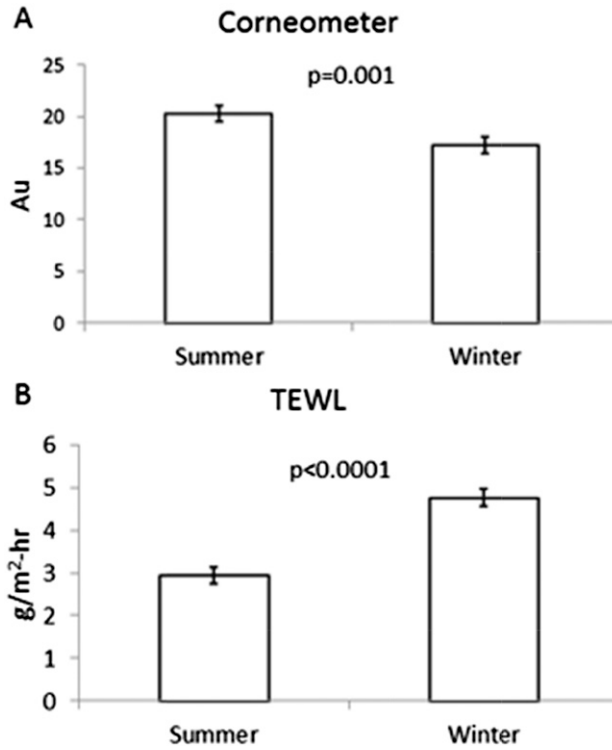 A
Corneometer
p=0.001
25
20
15
10
5
0
Au
Summer Winter
B
TEWL
p<0.0001
6
5
4
3
2
1
0
g/m²-hr
Summer Winter